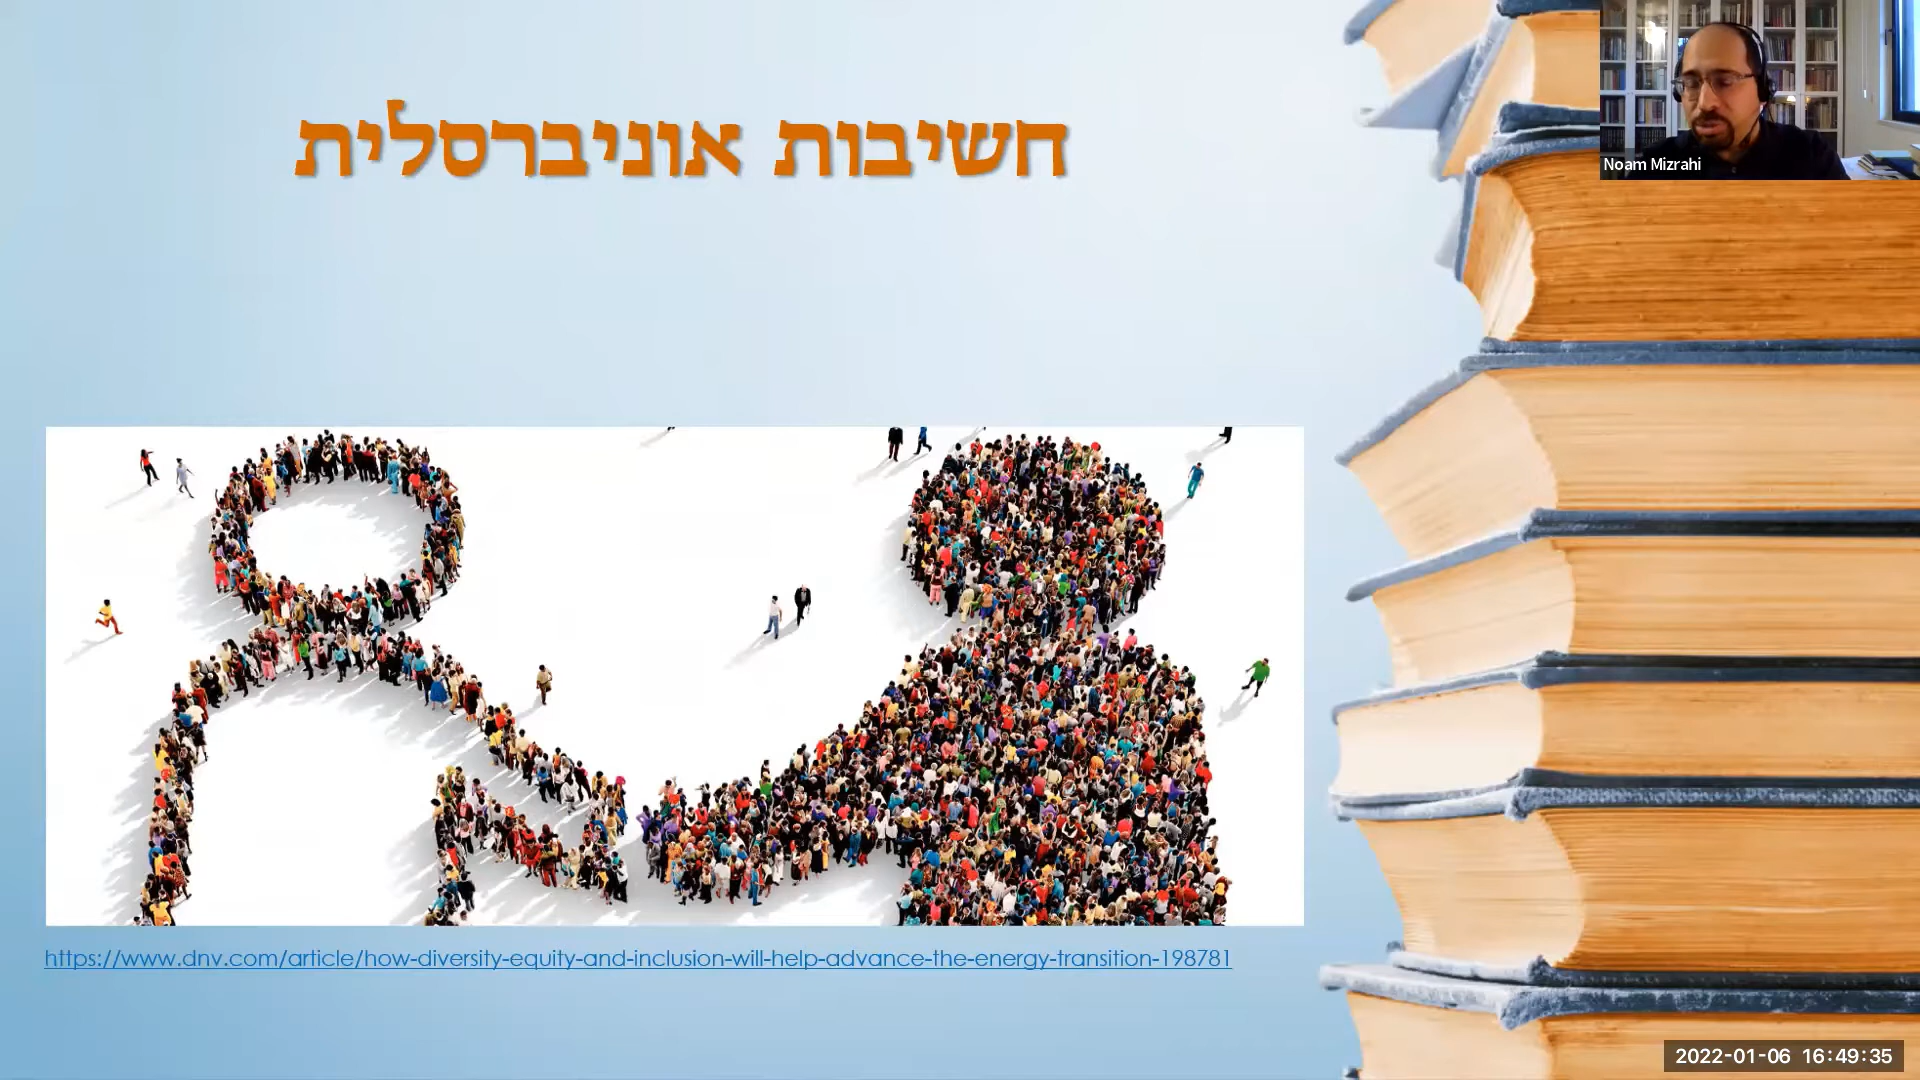 חשיבות אוניברסלית
Noam Mizrahi
https://www.dnv.com/article/how-diversity-equity-and-inclusion-will-help-advance-the-energy-transition-198781
2022-01-06 16:49:35